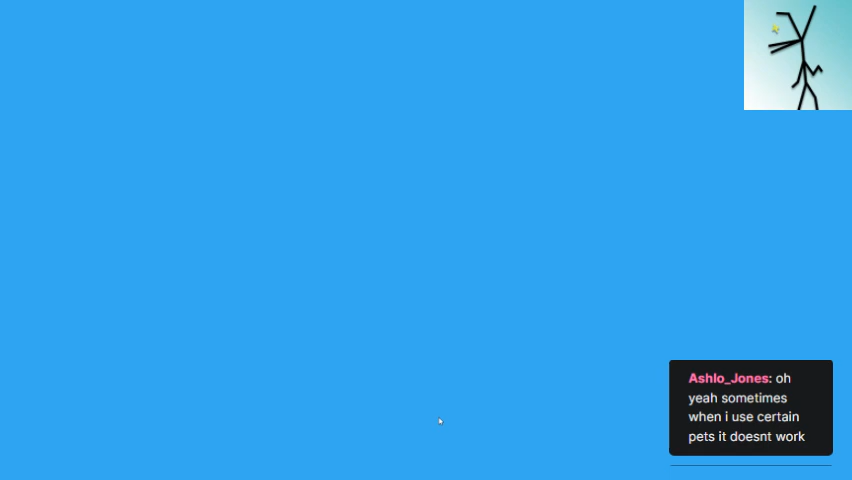 Ashlo_Jones: oh
yeah sometimes
when i use certain
pets it doesnt work